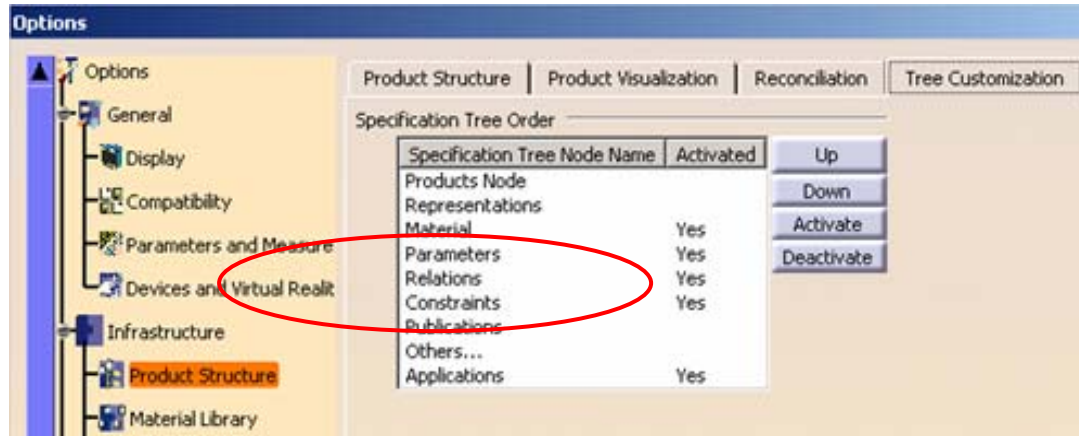 Options
Options
General
Display
Compatibility
Parameters and Measure
Devices and Virtual Realit
Infrastructure
Product Structure
Material Library
Product Structure Product Visualization Reconciliation Tree Customization
Specification Tree Order
Specification Tree Node Name Activated
Products Node
Representations
Material Yes
Parameters Yes
Relations Yes
Constraints Yes
Publications
Others...
Applications Yes
Up
Down
Activate
Deactivate